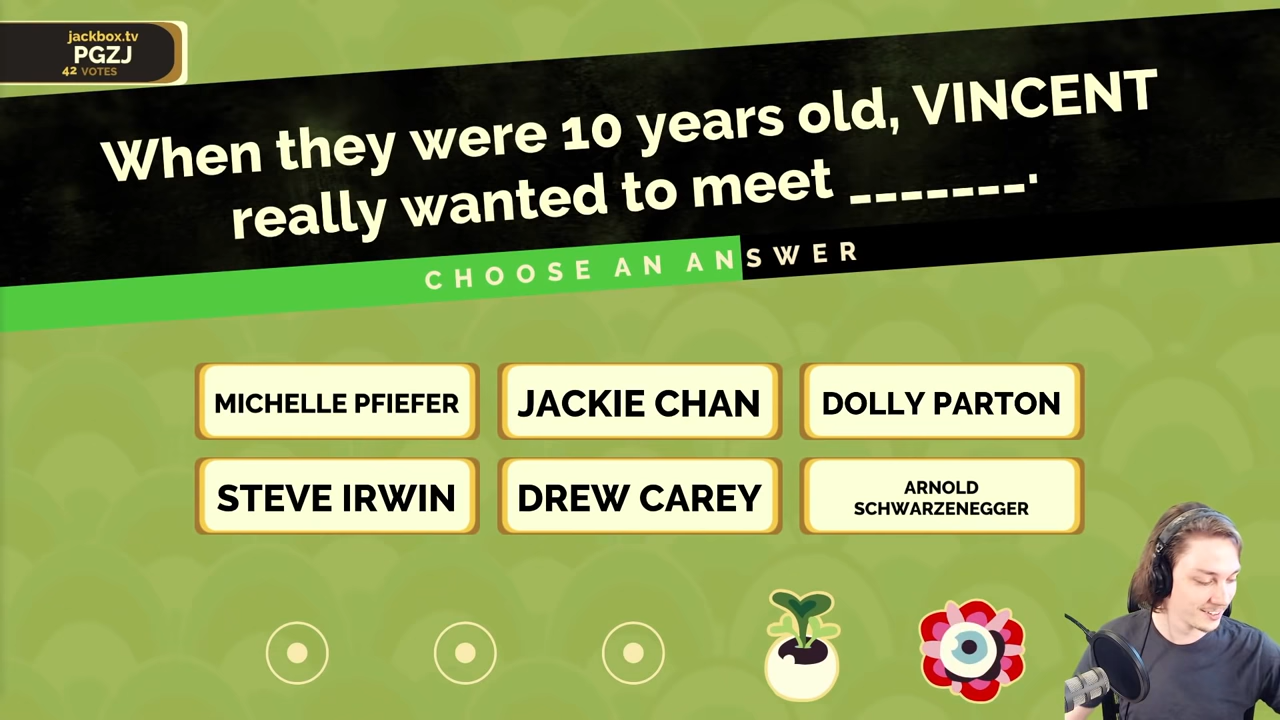 jackbox.tv
PGZJ
42 VOTES
When they were 10 years old, VINCENT
really wanted to meet _______.
CHOOSE AN ANSWER
MICHELLE PFIEFER
JACKIE CHAN
DOLLY PARTON
STEVE IRWIN
DREW CAREY
ARNOLD
SCHWARZENEGGER